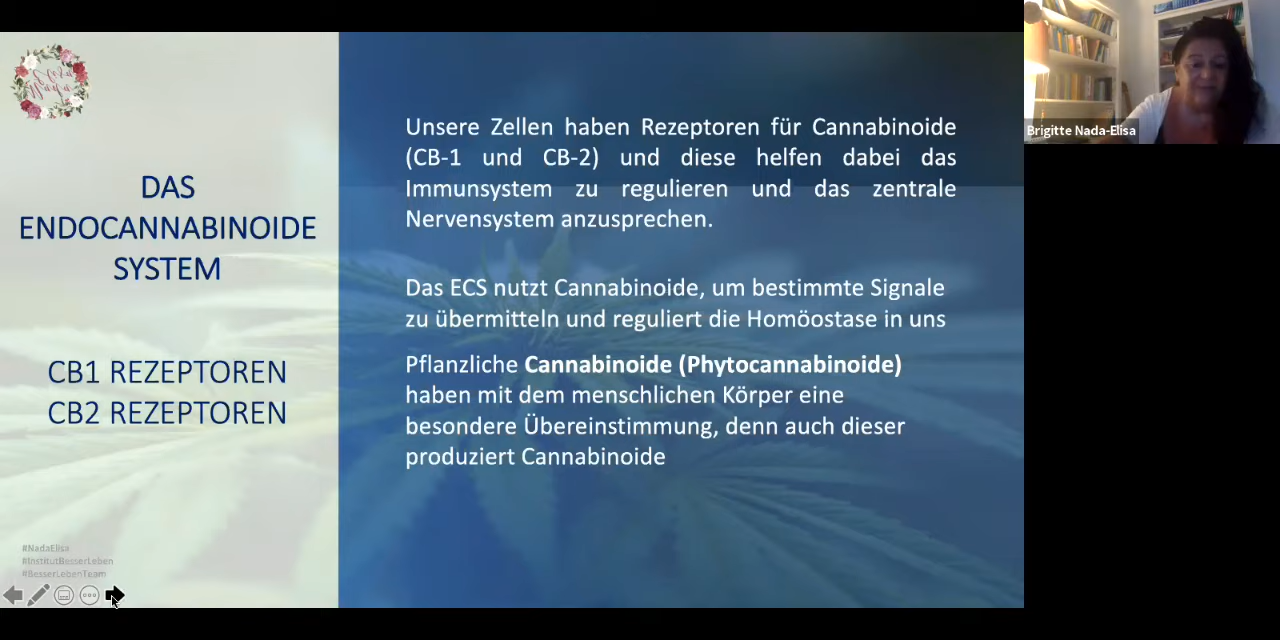 DAS
ENDOCANNABINOIDE
SYSTEM
CB1 REZEPTOREN
CB2 REZEPTOREN
#NadaElisa
#InstitutBesserLeben
#BesserLebenTeam
Unsere Zellen haben Rezeptoren für Cannabinoide
(CB-1 und CB-2) und diese helfen dabei das
Immunsystem zu regulieren und das zentrale
Nervensystem anzusprechen.
Das ECS nutzt Cannabinoide, um bestimmte Signale
zu übermitteln und reguliert die Homöostase in uns
Pflanzliche Cannabinoide (Phytocannabinoide)
haben mit dem menschlichen Körper eine
besondere Übereinstimmung, denn auch dieser
produziert Cannabinoide
Brigitte Nada-Elisa